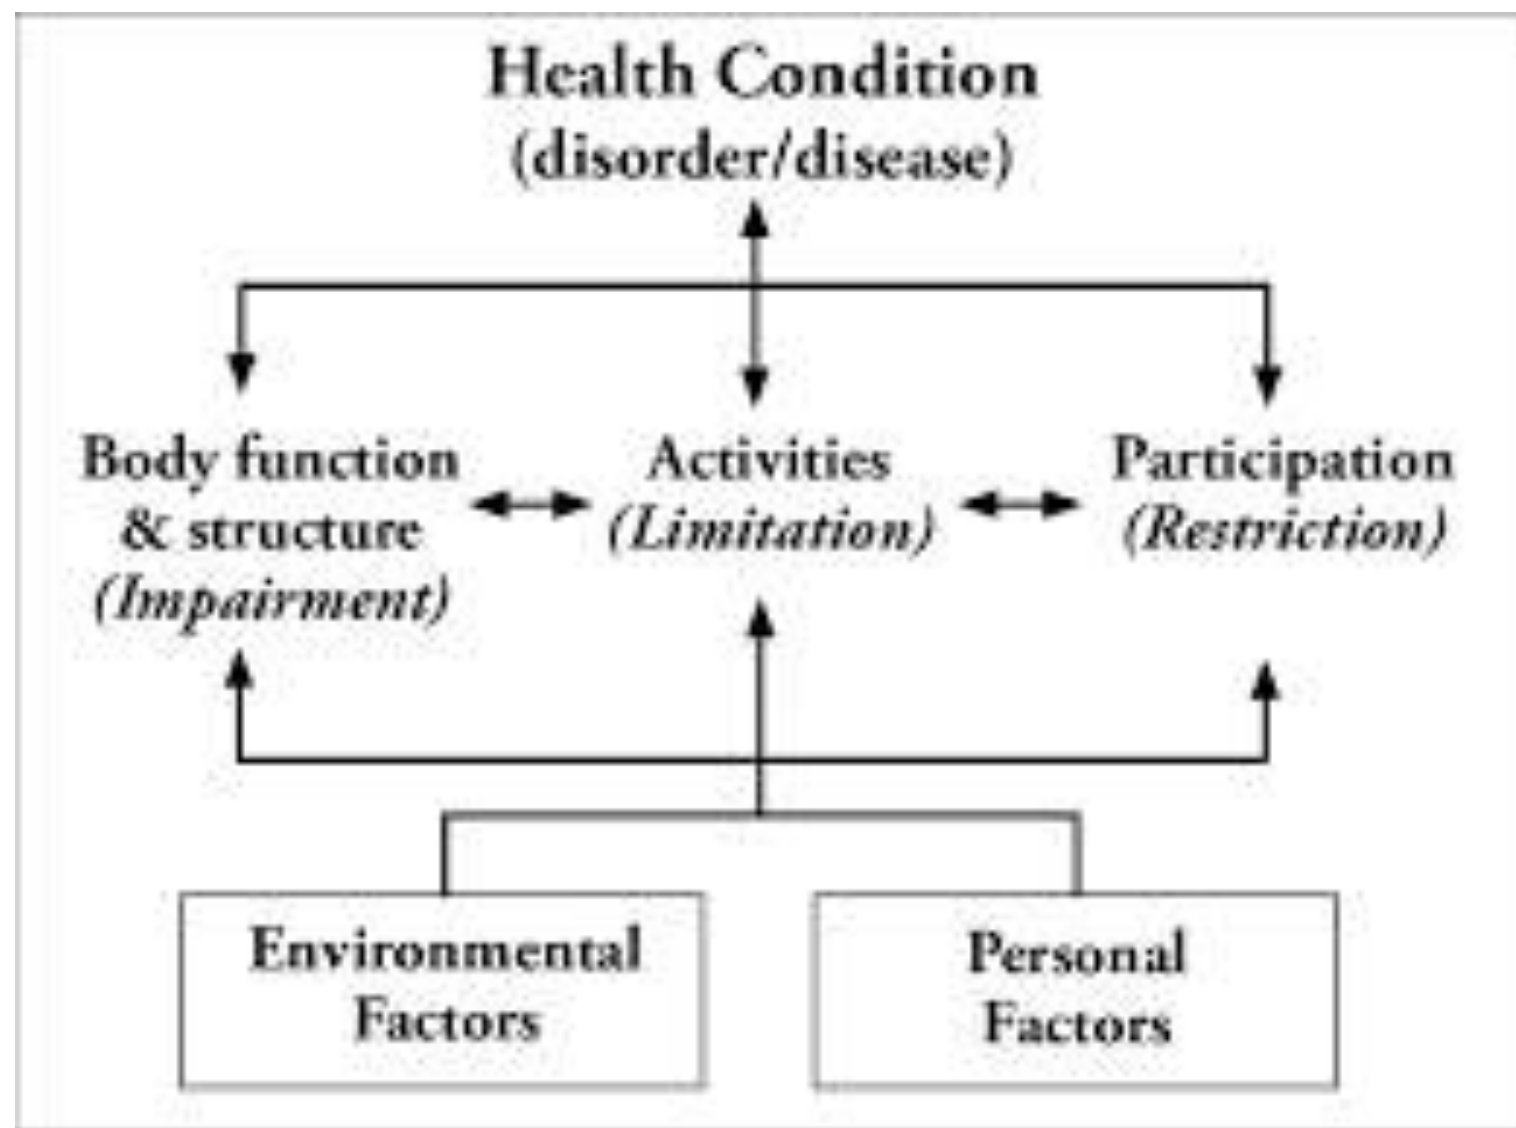 Health Condition
(disorder/disease)
Body function
& structure
(Impairment)
Activities
(Limitation)
Participation
(Restriction)
Environmental
Factors
Personal
Factors